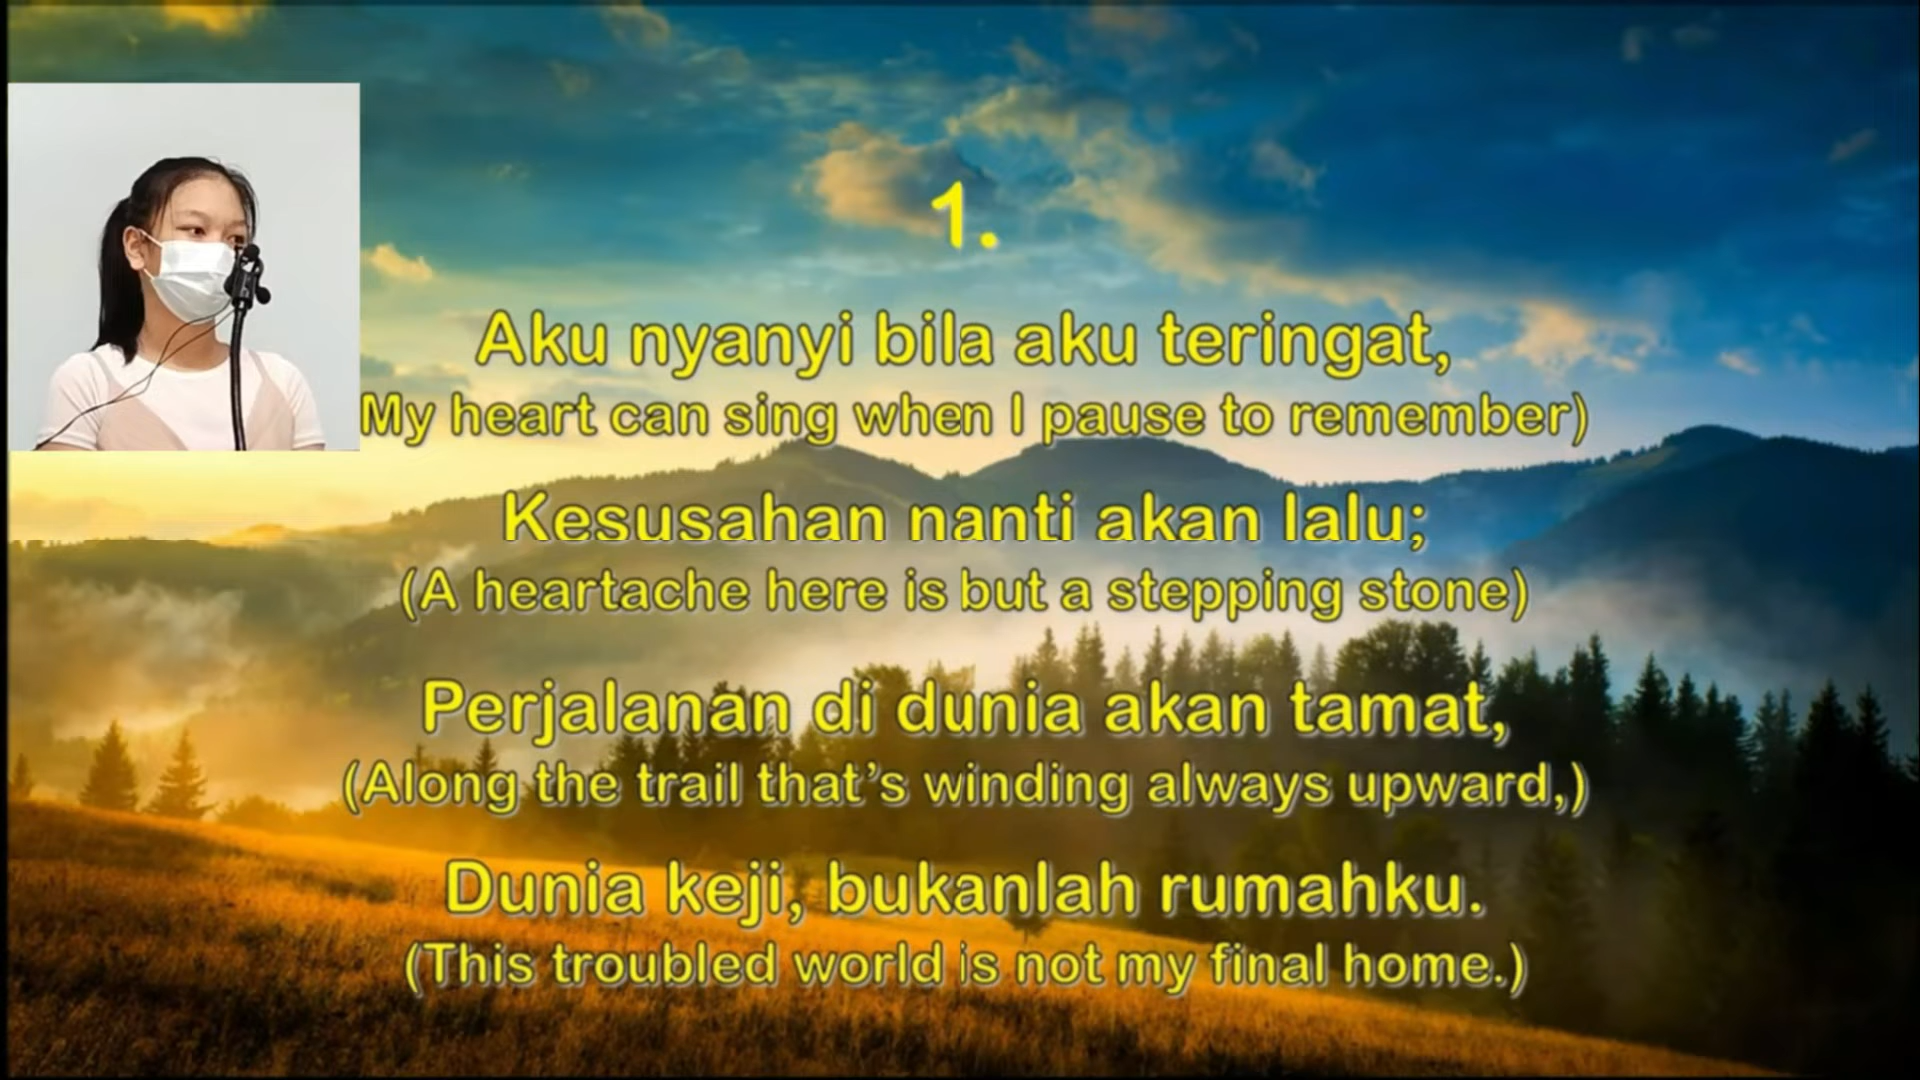 1.
Aku nyanyi bila aku teringat,
My heart can sing when I pause to remember)
Kesusahan nanti akan lalu;
(A heartache here is but a stepping stone)
Perjalanan di dunia akan tamat,
(Along the trail that’s winding always upward,)
Dunia keji, bukanlah rumahku.
(This troubled world is not my final home.)